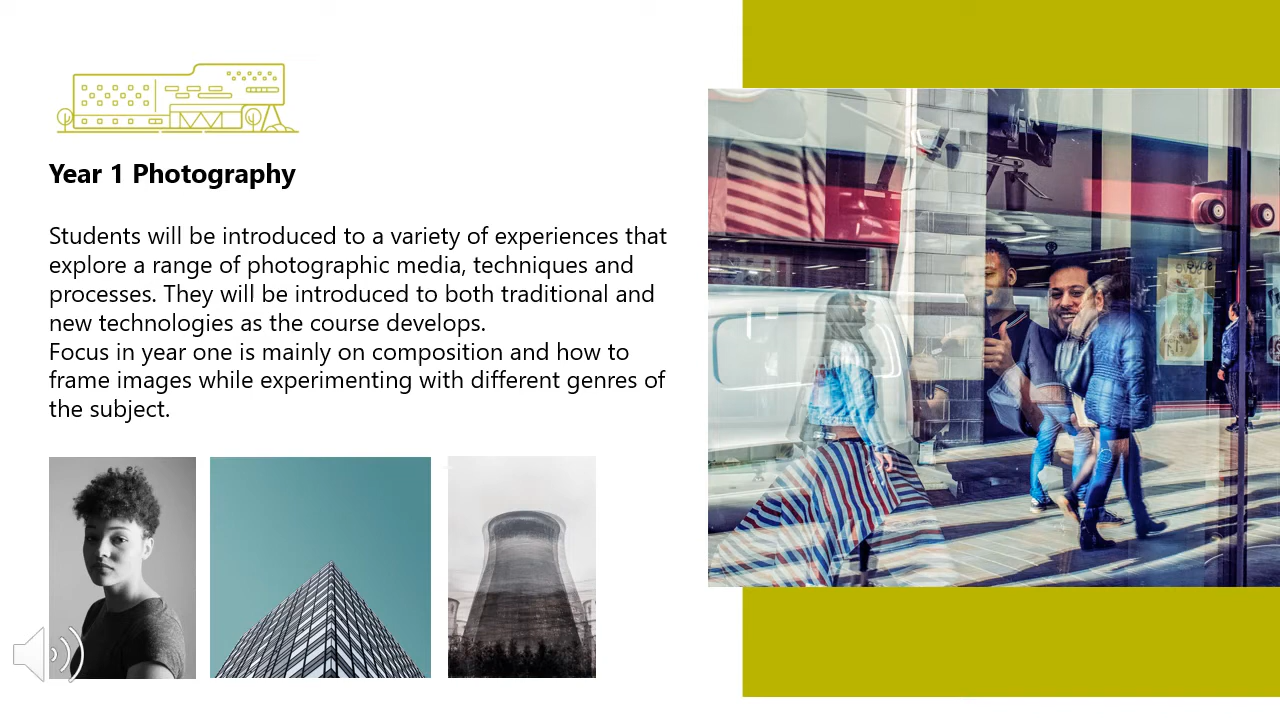 Year 1 Photography
Students will be introduced to a variety of experiences that
explore a range of photographic media, techniques and
processes. They will be introduced to both traditional and
new technologies as the course develops.
Focus in year one is mainly on composition and how to
frame images while experimenting with different genres of
the subject.